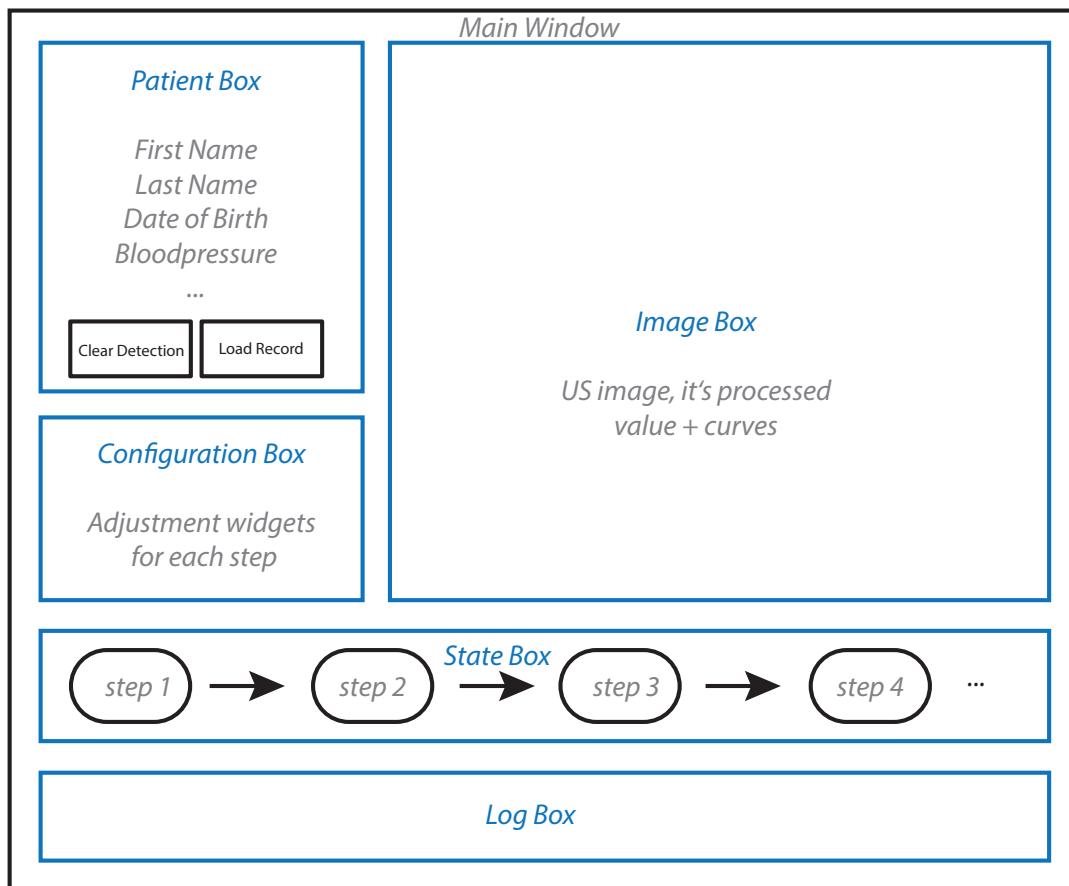 Main Window
Patient Box
First Name
Last Name
Date of Birth
Bloodpressure
...
Clear Detection
Load Record
Image Box
US image, it's processed
value + curves
Configuration Box
Adjustment widgets
for each step
State Box
step 1
step 2
step 3
step 4
...
Log Box